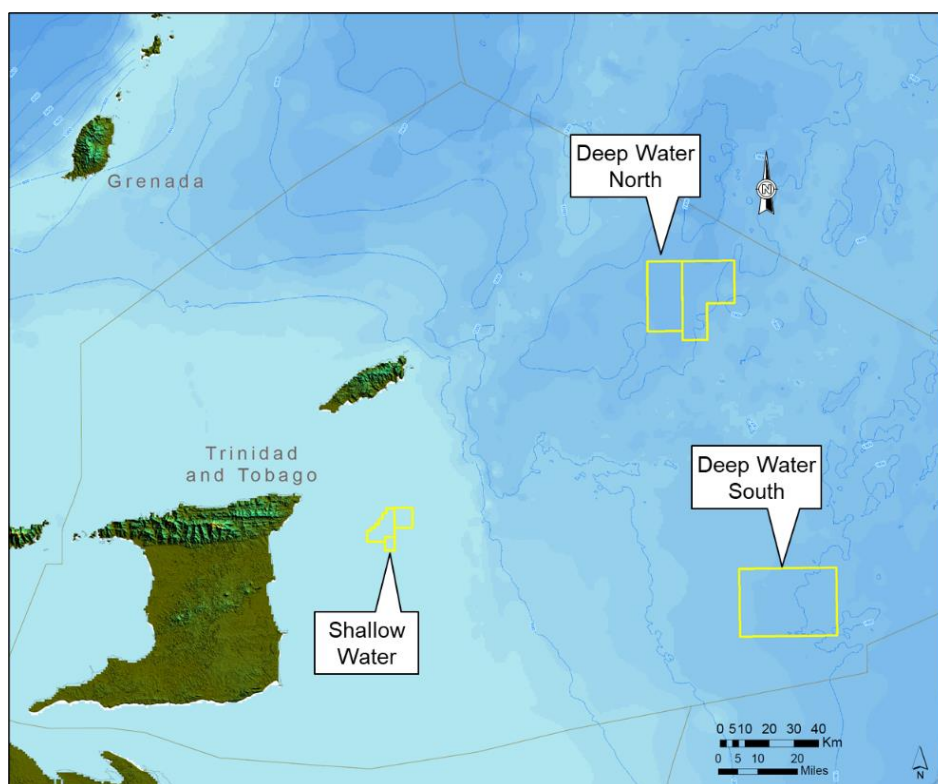 Grenada
Deep Water
North
N
Trinidad
and Tobago
Deep Water
South
Shallow
Water
0 5 10 20 30 40
Km
0 5 10 20
Miles
N